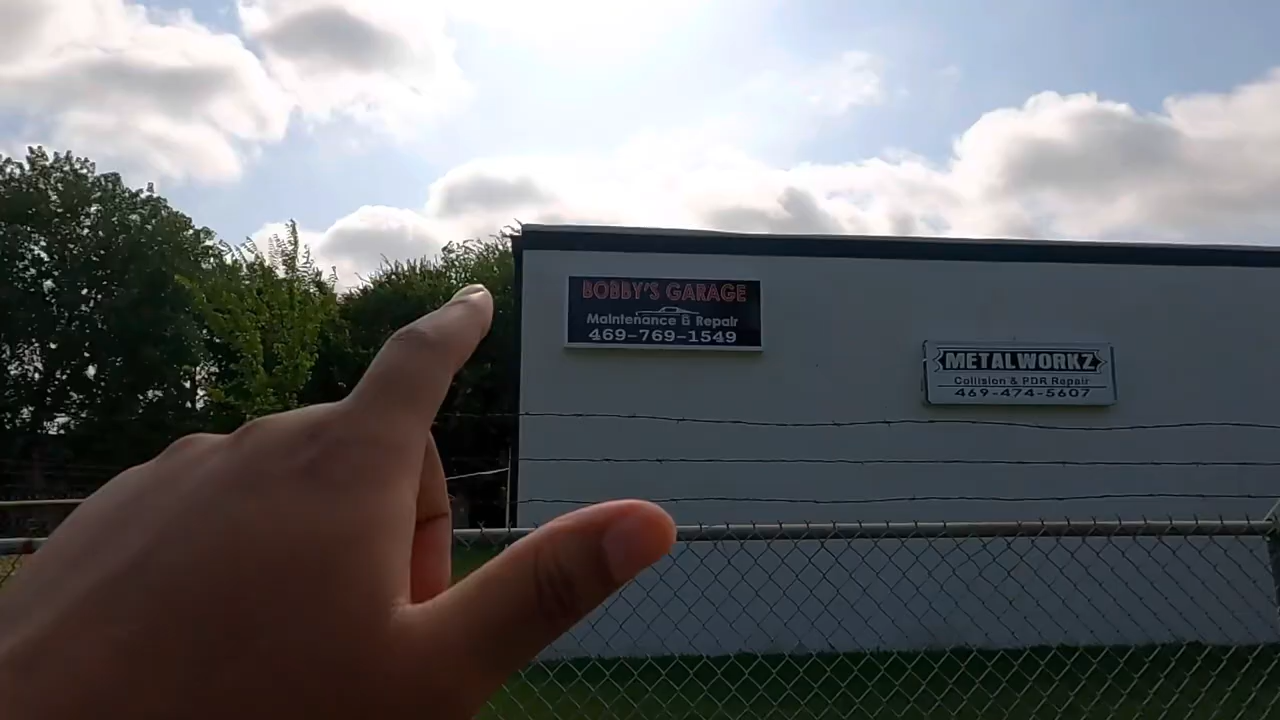 BOBBY'S GARAGE
Maintenance & Repair
469-769-1549
METALWORKZ
Collision & PDR Repair
469-474-5607